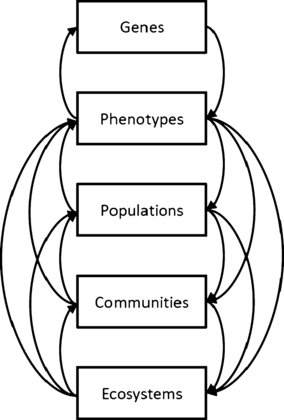 Genes
Phenotypes
Populations
Communities
Ecosystems